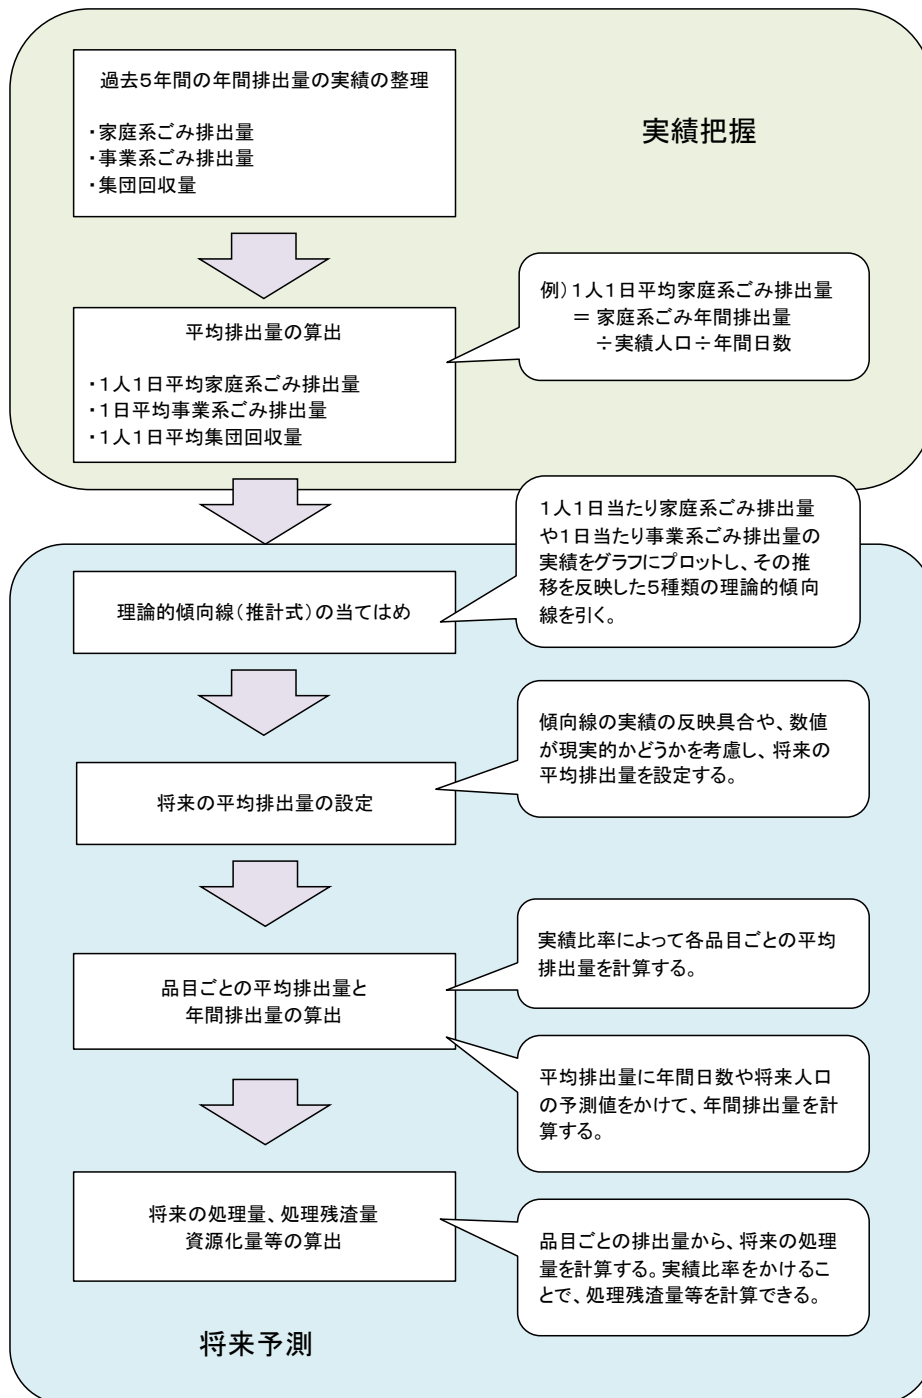 過去5年間の年間排出量の実績の整理
・家庭系ごみ排出量
・事業系ごみ排出量
・集団回収量
実績把握
平均排出量の算出
・1人1日平均家庭系ごみ排出量
・1日平均事業系ごみ排出量
・1人1日平均集団回収量
例)1人1日平均家庭系ごみ排出量
= 家庭系ごみ年間排出量
÷実績人口÷年間日数
理論的傾向線(推計式)の当てはめ
1人1日当たり家庭系ごみ排出量
や1日当たり事業系ごみ排出量の
実績をグラフにプロットし、その推
移を反映した5種類の理論的傾向
線を引く。
将来の平均排出量の設定
傾向線の実績の反映具合や、数値
が現実的かどうかを考慮し、将来の
平均排出量を設定する。
品目ごとの平均排出量と
年間排出量の算出
実績比率によって各品目ごとの平均
排出量を計算する。
平均排出量に年間日数や将来人口
の予測値をかけて、年間排出量を計
算する。
将来の処理量、処理残渣量
資源化量等の算出
品目ごとの排出量から、将来の処理
量を計算する。実績比率をかけるこ
とで、処理残渣量等を計算できる。
将来予測